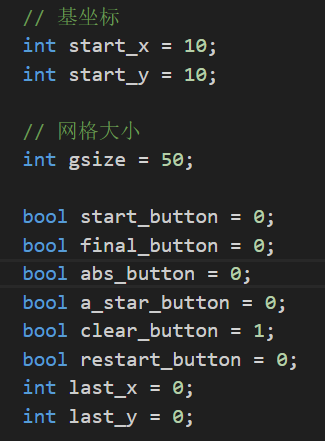 // 基坐标
int start_x = 10;
int start_y = 10;
// 网格大小
int gsize = 50;
bool start_button = 0;
bool final_button = 0;
bool abs_button = 0;
bool a_star_button = 0;
bool clear_button = 1;
bool restart_button = 0;
int last_x = 0;
int last_y = 0;